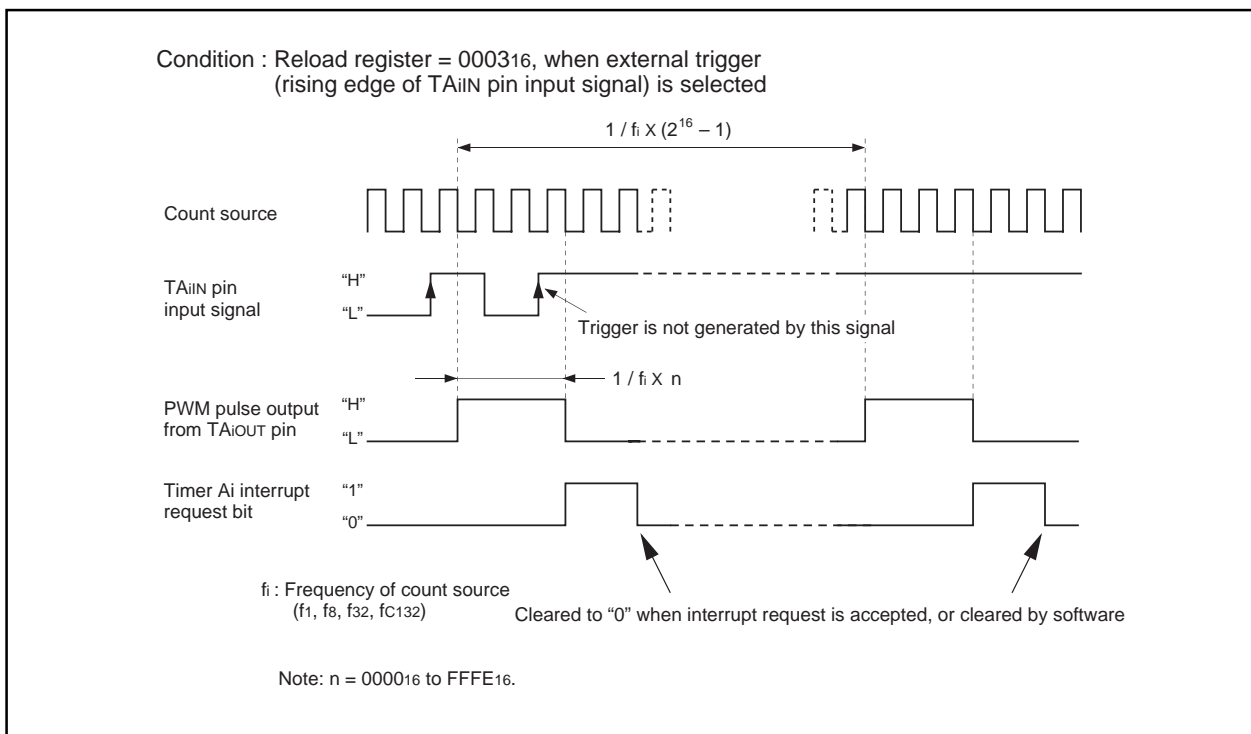 Condition : Reload register = 000316, when external trigger
(rising edge of TAiIN pin input signal) is selected
1 / fi X (2^16 – 1)
Count source
TAiIN pin
input signal
“H”
“L”
Trigger is not generated by this signal
1 / fi X n
PWM pulse output
from TAiOUT pin
“H”
“L”
Timer Ai interrupt
request bit
“1”
“0”
fi : Frequency of count source
(f1, f8, f32, fC132)
Cleared to “0” when interrupt request is accepted, or cleared by software
Note: n = 000016 to FFFE16.